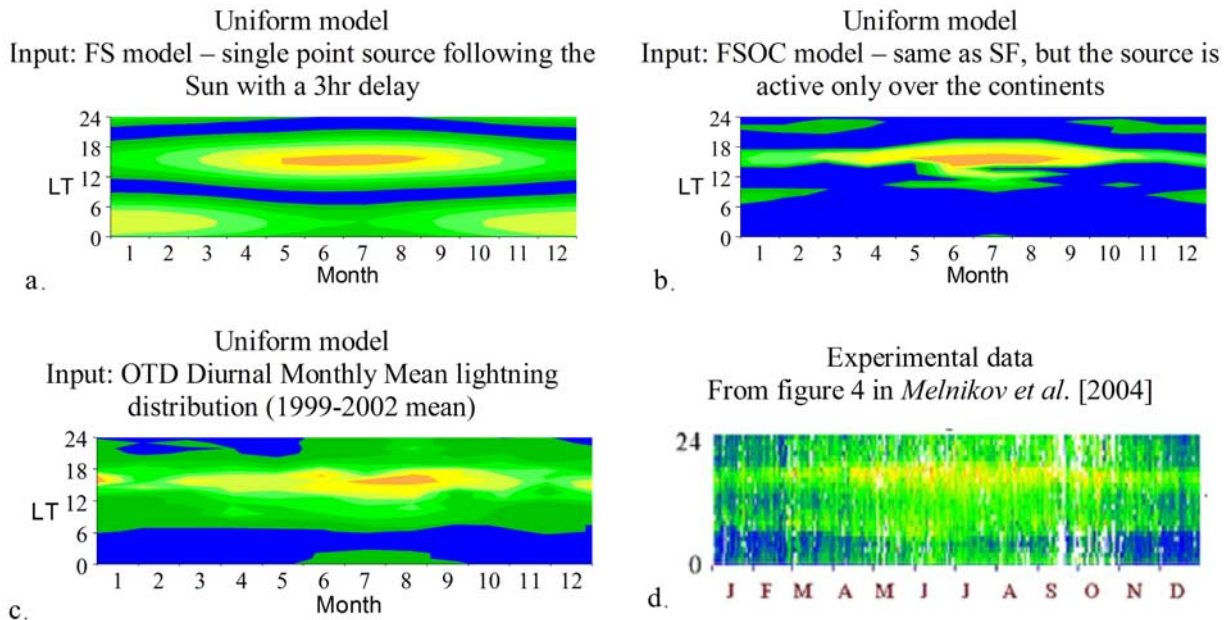 Uniform model
Input: FS model – single point source following the
Sun with a 3hr delay
24
18
LT 12
6
0
1 2 3 4 5 6 7 8 9 10 11 12
Month
a.
Uniform model
Input: FSOC model – same as SF, but the source is
active only over the continents
24
18
LT 12
6
0
1 2 3 4 5 6 7 8 9 10 11 12
Month
b.
Uniform model
Input: OTD Diurnal Monthly Mean lightning
distribution (1999-2002 mean)
24
18
12
LT
6
0
1 2 3 4 5 6 7 8 9 10 11 12
Month
c.
Experimental data
From figure 4 in Melnikov et al. [2004]
24
0
J F M A M J J A S O N D
d.